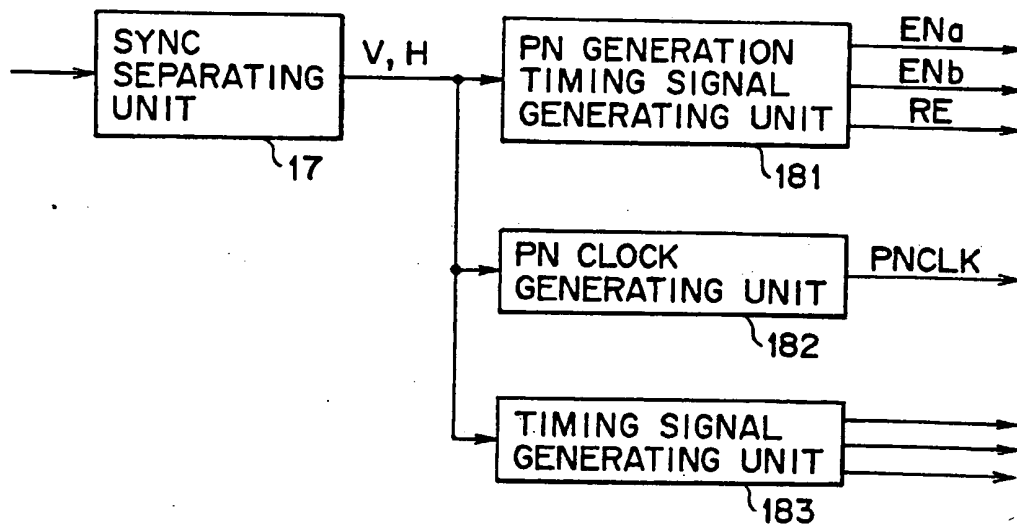 SYNC
SEPARATING
UNIT
17
V, H
PN GENERATION
TIMING SIGNAL
GENERATING UNIT
181
ENa
ENb
RE
PN CLOCK
GENERATING UNIT
182
PNCLK
TIMING SIGNAL
GENERATING UNIT
183